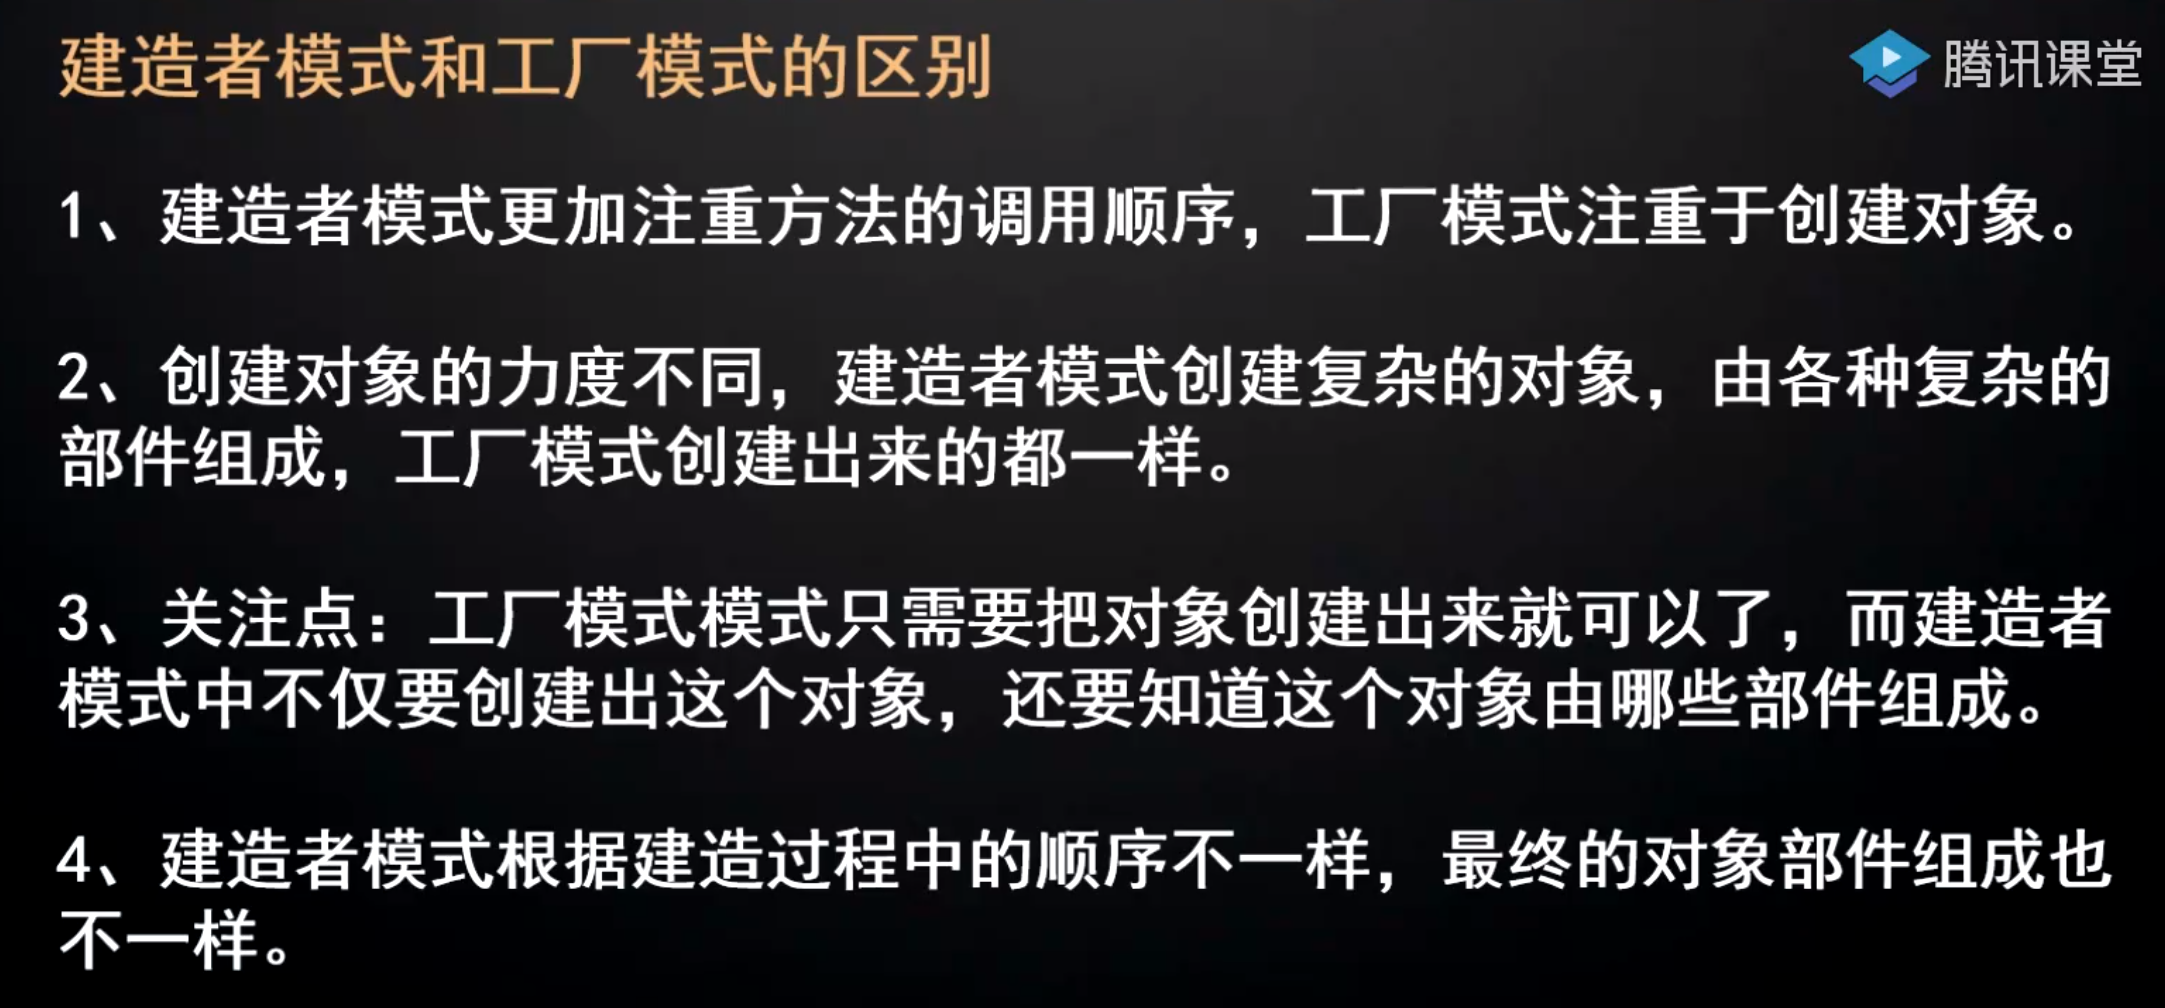 建造者模式和工厂模式的区别
腾讯课堂
1、建造者模式更加注重方法的调用顺序，工厂模式注重于创建对象。
2、创建对象的力度不同，建造者模式创建复杂的对象，由各种复杂的
部件组成，工厂模式创建出来的都一样。
3、关注点：工厂模式模式只需要把对象创建出来就可以了，而建造者
模式中不仅要创建出这个对象，还要知道这个对象由哪些部件组成。
4、建造者模式根据建造过程中的顺序不一样，最终的对象部件组成也
不一样。